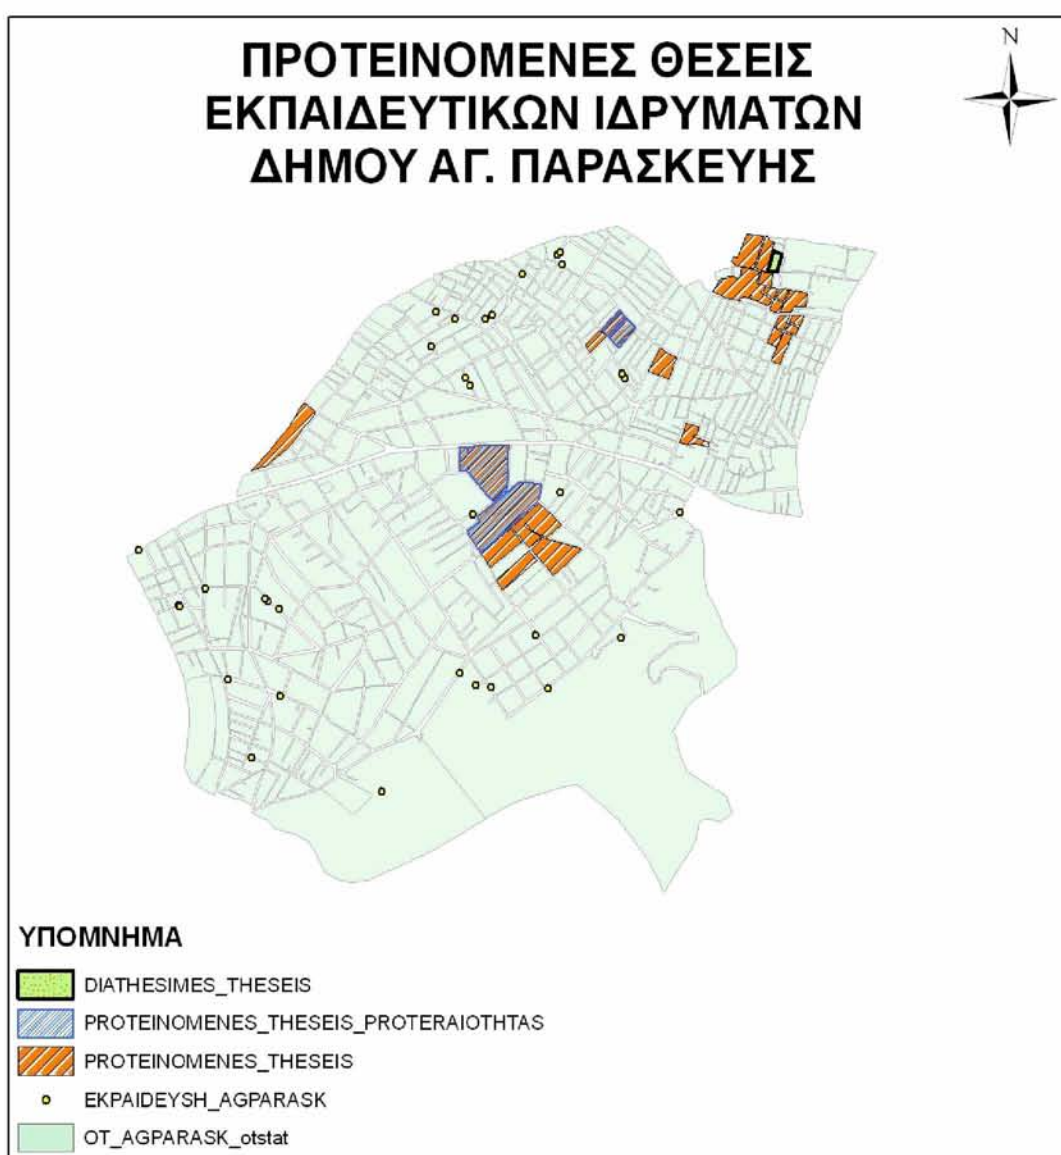 N
ΠΡΟΤΕΙΝΟΜΕΝΕΣ ΘΕΣΕΙΣ
ΕΚΠΑΙΔΕΥΤΙΚΩΝ ΙΔΡΥΜΑΤΩΝ
ΔΗΜΟΥ ΑΓ. ΠΑΡΑΣΚΕΥΗΣ
ΥΠΟΜΝΗΜΑ
DIATHESIMES_THESEIS
PROTEINOMENES_THESEIS_PROTERAIOTHTAS
PROTEINOMENES_THESEIS
EKPAIDEYSH_AGPARASK
OT_AGPARASK_otstat